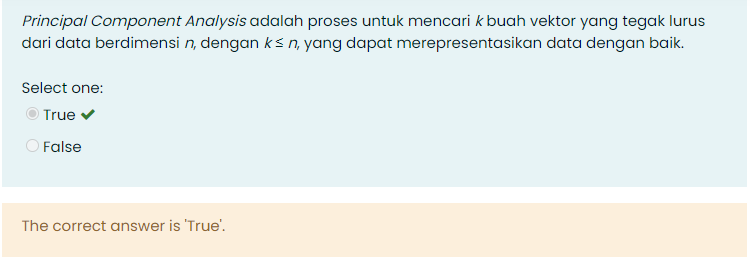 Principal Component Analysis adalah proses untuk mencari k buah vektor yang tegak lurus
dari data berdimensi n, dengan k ≤ n, yang dapat merepresentasikan data dengan baik.
Select one:
True
False
The correct answer is 'True'.